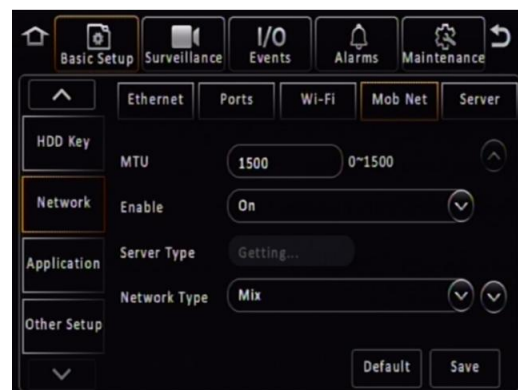 Basic Setup Surveillance I/O Events Alarms Maintenance
Ethernet Ports Wi-Fi Mob Net Server
HDD Key
Network
Application
Other Setup
MTU 1500 0~1500
Enable On
Server Type Getting...
Network Type Mix
Default Save